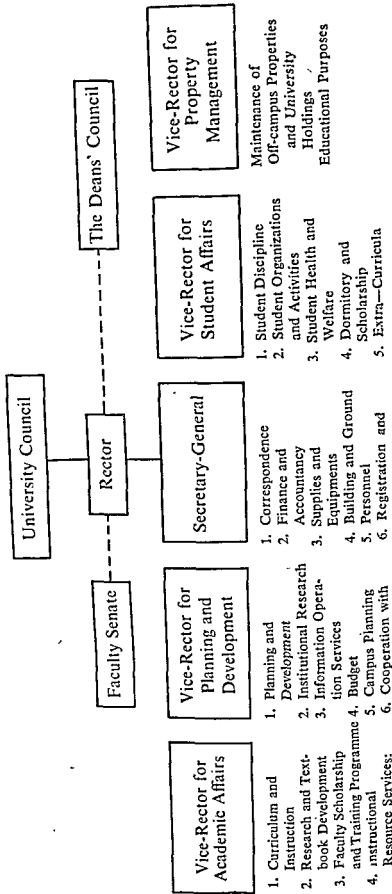 University Council
Faculty Senate
Rector
The Deans' Council
Vice-Rector for
Academic Affairs
1. Curriculum and
Instruction
2. Research and Text-
book Development
3. Faculty Scholarship
and Training Programme
4. instructional
Resource Services:
Vice-Rector for
Planning and
Development
1. Planning and
Development
2. Institutional Research
3. Information Opera-
tion Services
4. Budget
5. Campus Planning
6. Cooperation with
Secretary-General
1. Correspondence
2. Finance and
Accountancy
3. Supplies and
Equipments
4. Building and Ground
5. Personnel
6. Registration and
Vice-Rector for
Student Affairs
1. Student Discipline
2. Student Organizations
and Activities
3. Student Health and
Welfare
4. Dormitory and
Scholarship
5. Extra—Curricula
Vice-Rector for
Property
Management
Maintenance of
Off-campus Properties
and University
Holdings
Educational Purposes